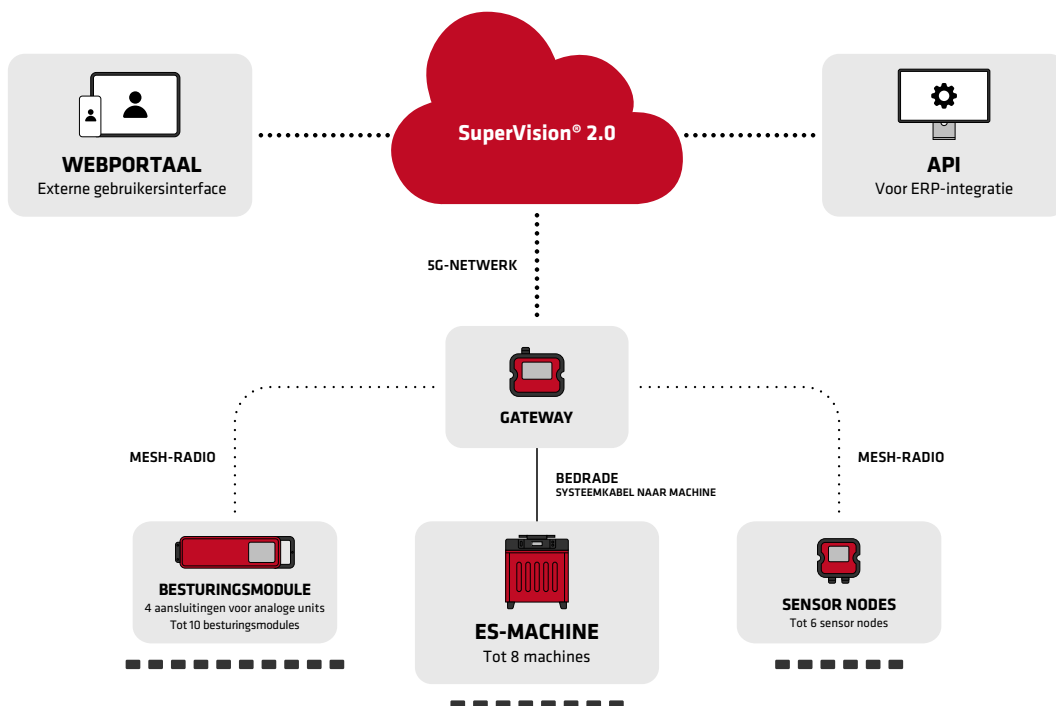 SuperVision® 2.0
WEBPORTAAL
Externe gebruikersinterface
API
Voor ERP-integratie
5G-NETWERK
GATEWAY
MESH-RADIO
MESH-RADIO
BEDRADE
SYSTEEMKABEL NAAR MACHINE
BESTURINGSMODULE
4 aansluitingen voor analoge units
Tot 10 besturingsmodules
ES-MACHINE
Tot 8 machines
SENSOR NODES
Tot 6 sensor nodes